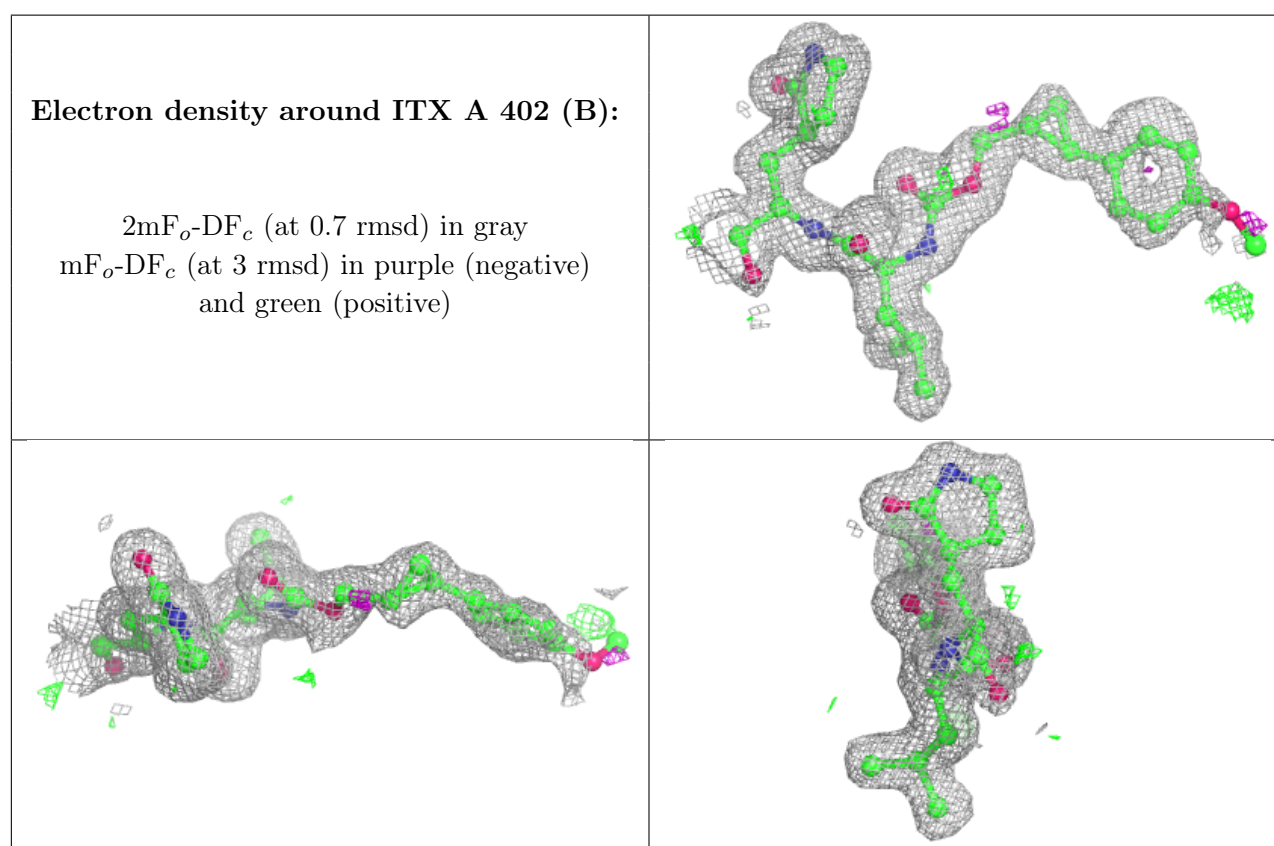 Electron density around ITX A 402 (B):
2mFo-DFc (at 0.7 rmsd) in gray
mFo-DFc (at 3 rmsd) in purple (negative)
and green (positive)